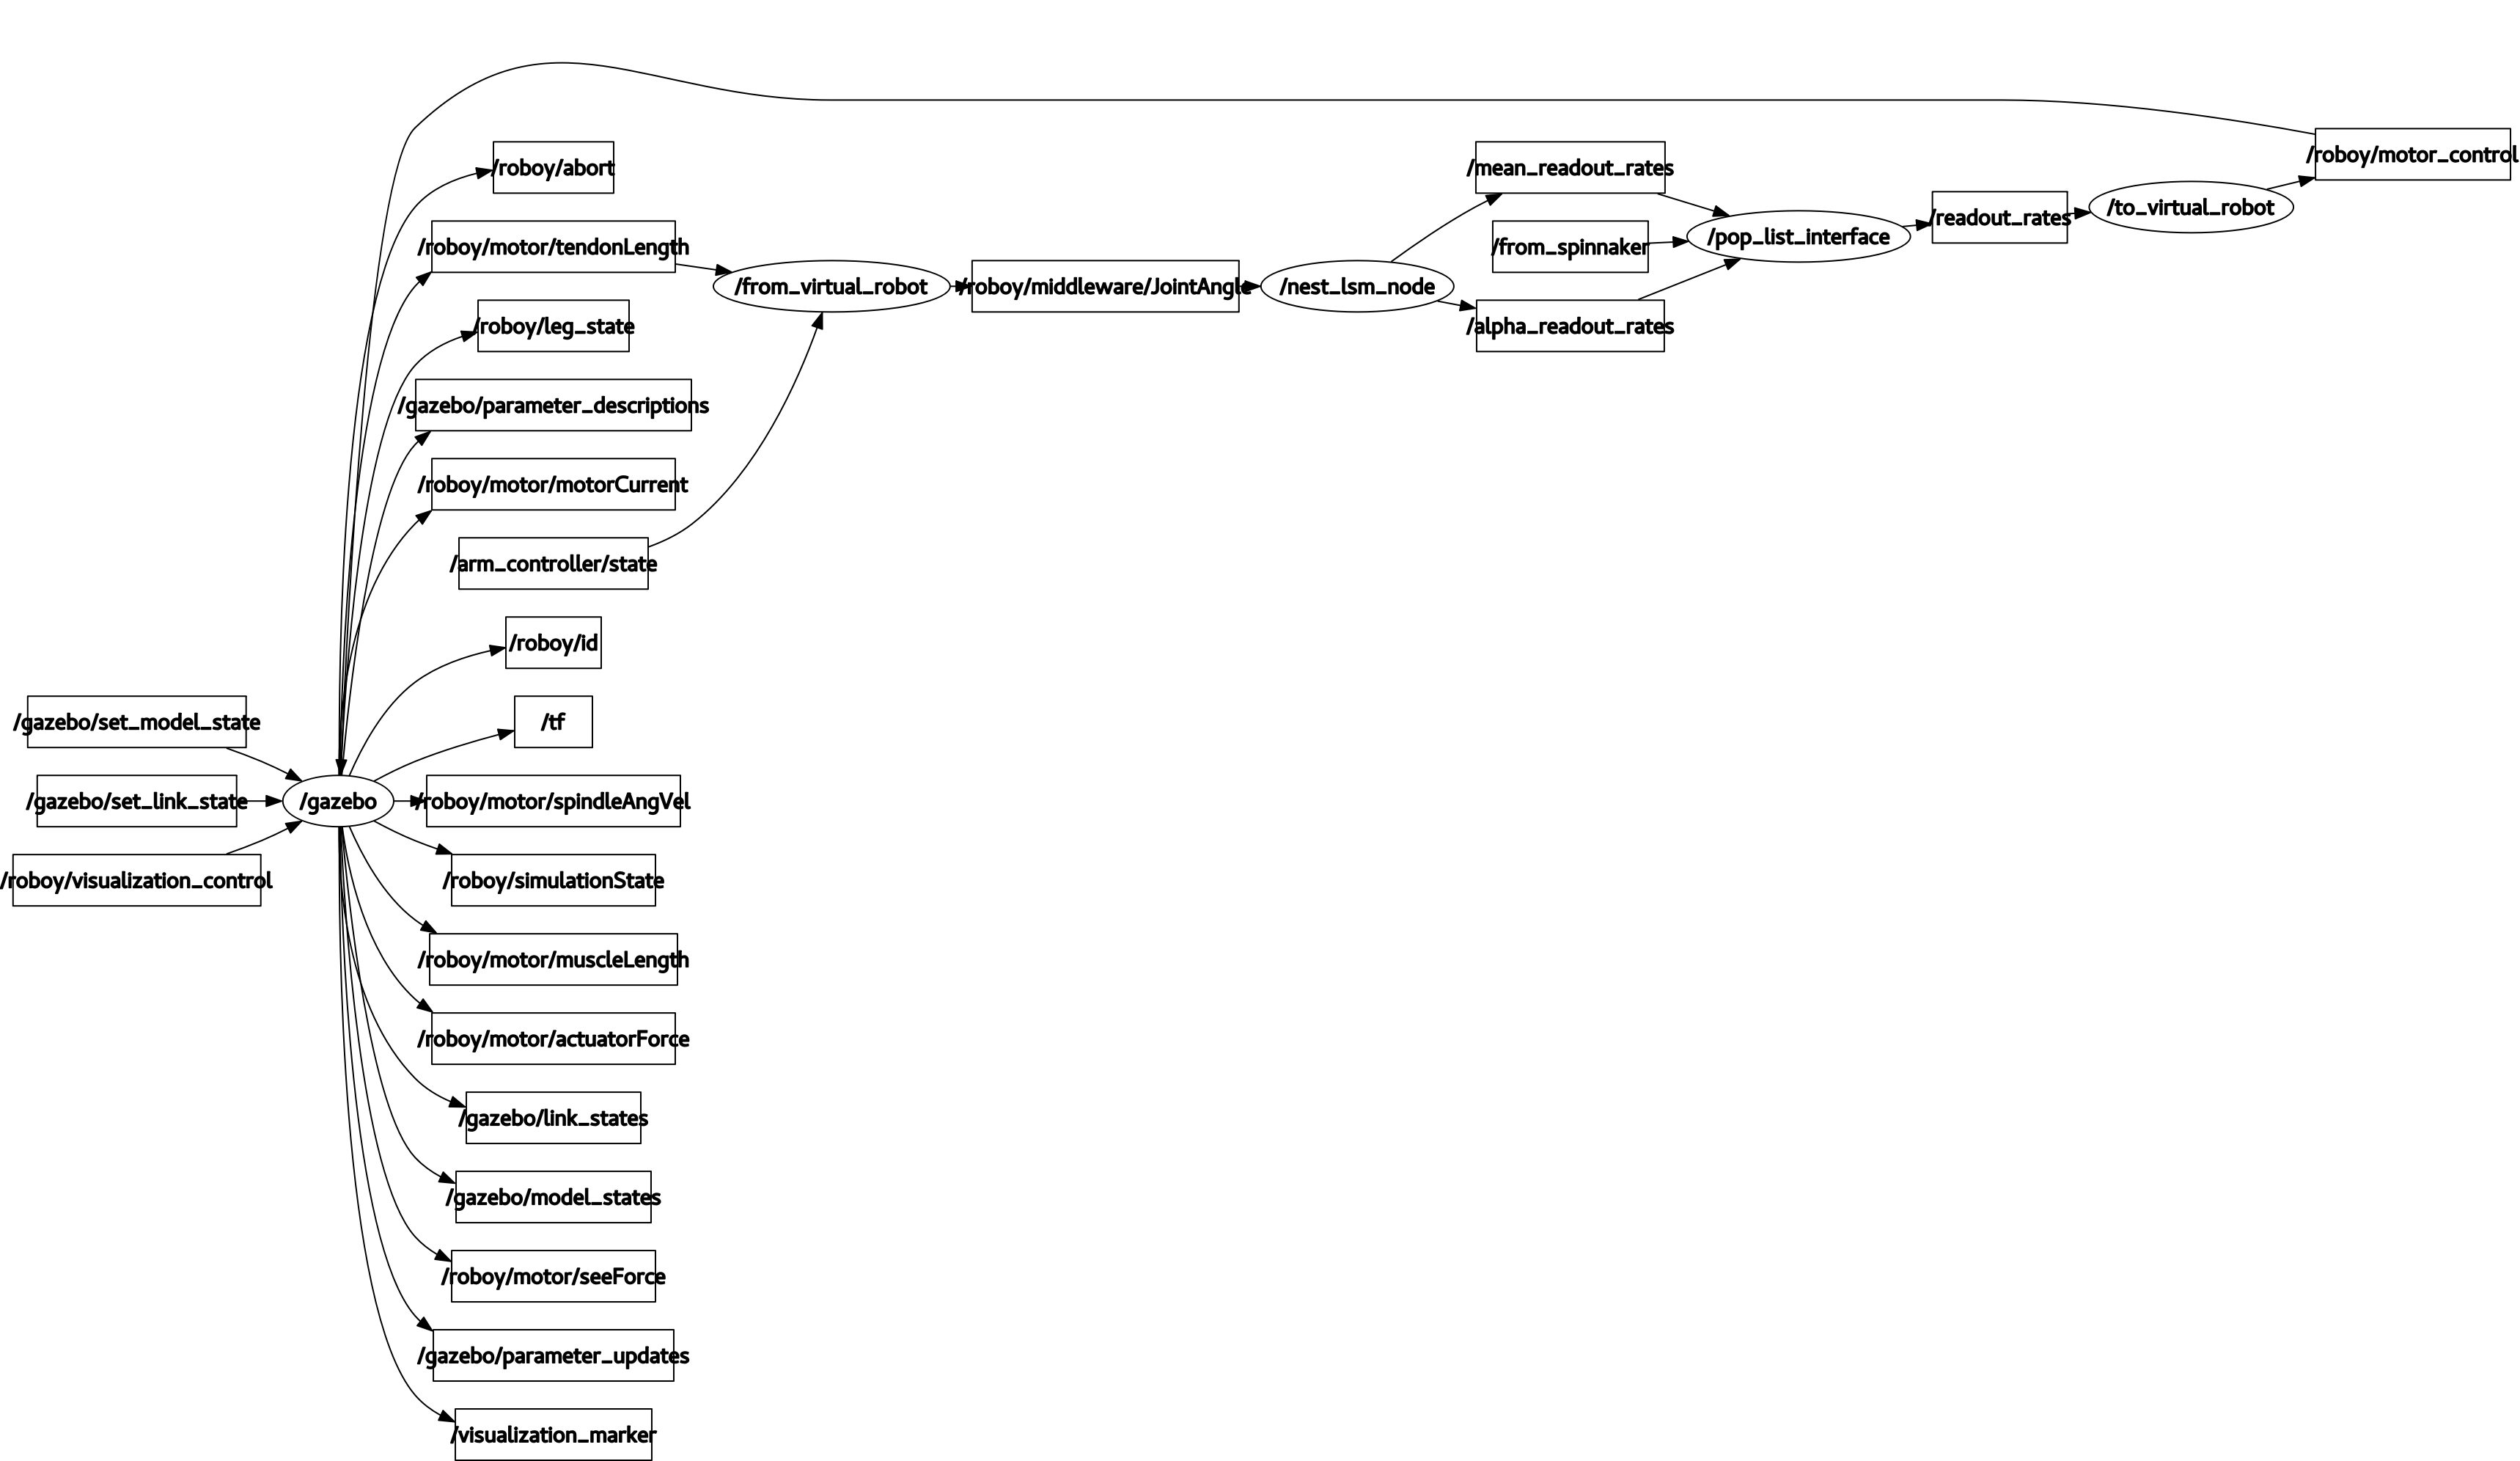 /roboy/abort
/mean_readout_rates
/roboy/motor_control
/readout_rates
/to_virtual_robot
/roboy/motor/tendonLength
/from_spinnaker
/pop_list_interface
/from_virtual_robot
/roboy/middleware/JointAngle
/nest_lsm_node
/roboy/leg_state
/alpha_readout_rates
/gazebo/parameter_descriptions
/roboy/motor/motorCurrent
/arm_controller/state
/roboy/id
/gazebo/set_model_state
/tf
/gazebo/set_link_state
/gazebo
/roboy/motor/spindleAngVel
/roboy/visualization_control
/roboy/simulationState
/roboy/motor/muscleLength
/roboy/motor/actuatorForce
/gazebo/link_states
/gazebo/model_states
/roboy/motor/seeForce
/gazebo/parameter_updates
/visualization_marker